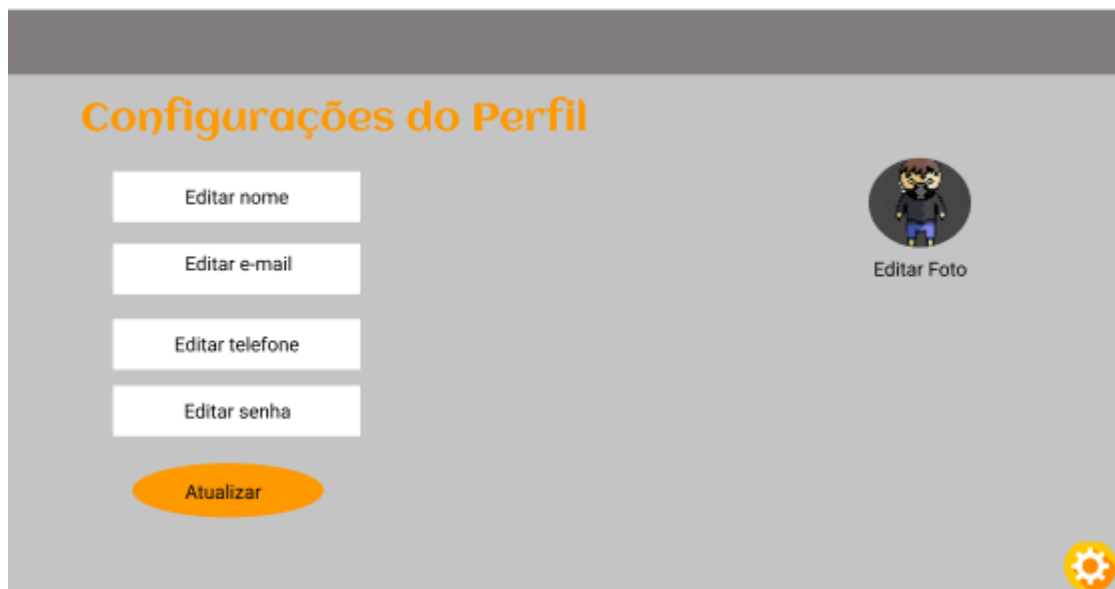 Configurações do Perfil
Editar nome
Editar e-mail
Editar telefone
Editar senha
Atualizar
Editar Foto